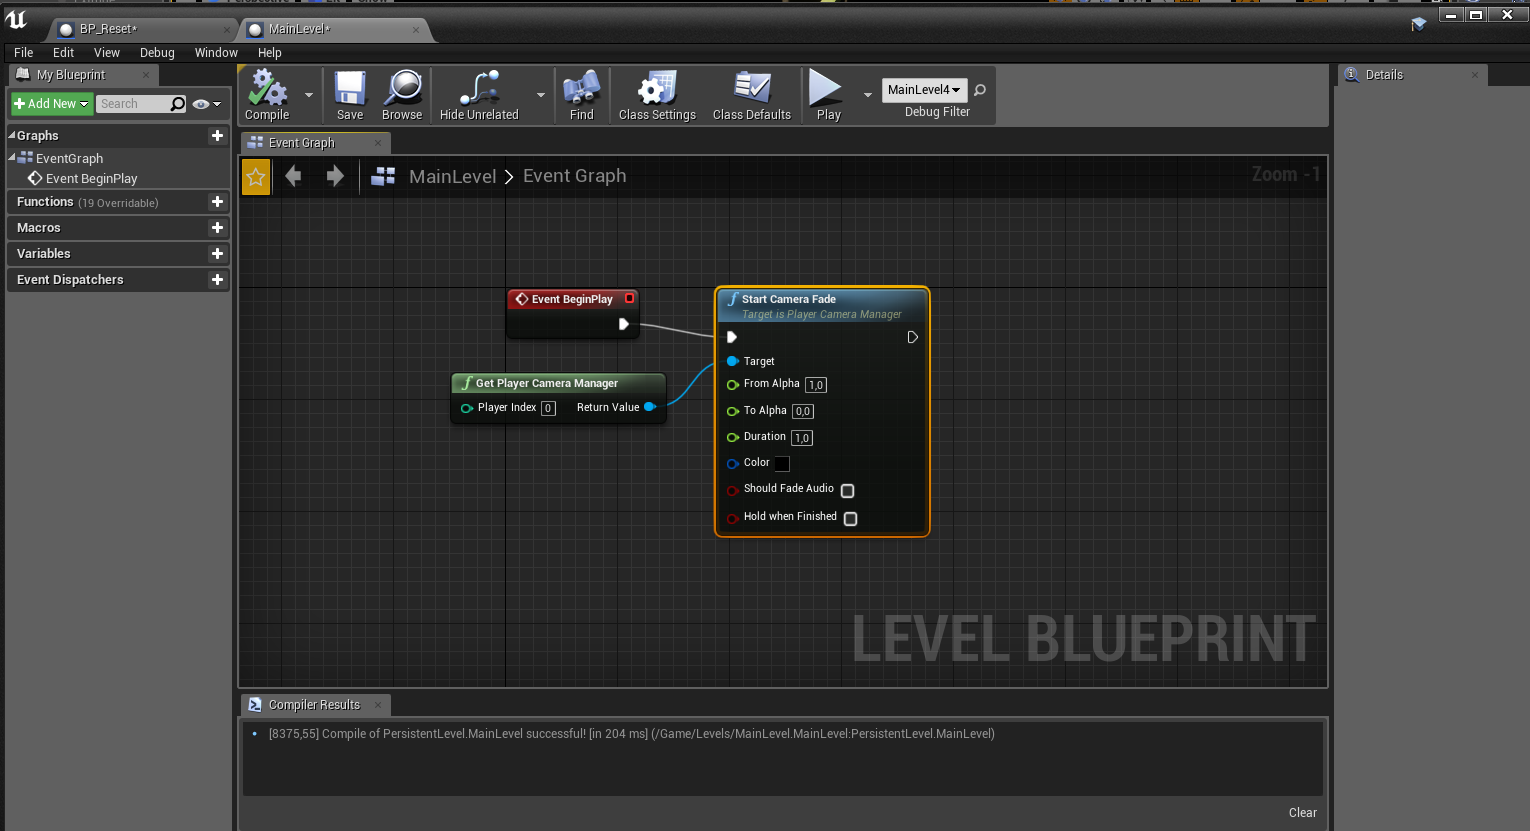 BP_Reset*
MainLevel*
File Edit View Debug Window Help
My Blueprint
Details
Add New
Search
Compile
Save
Browse
Hide Unrelated
Find
Class Settings
Class Defaults
Play
MainLevel4
Debug Filter
Graphs
EventGraph
Event BeginPlay
Functions (19 Overridable)
Macros
Variables
Event Dispatchers
Event Graph
MainLevel > Event Graph
Zoom -1
Event BeginPlay
Start Camera Fade
Target is Player Camera Manager
Target
Get Player Camera Manager
Player Index 0 Return Value
From Alpha 1,0
To Alpha 0,0
Duration 1,0
Color
Should Fade Audio
Hold when Finished
LEVEL BLUEPRINT
Compiler Results
[8375,55] Compile of PersistentLevel.MainLevel successful! [in 204 ms] (/Game/Levels/MainLevel.MainLevel:PersistentLevel.MainLevel)
Clear